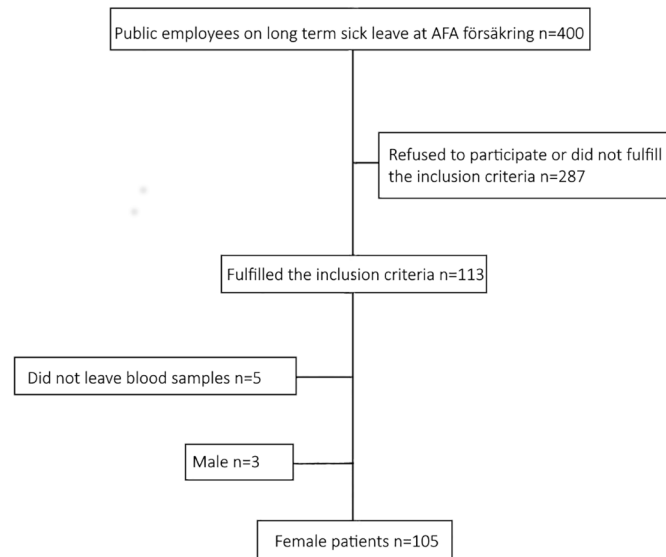 Public employees on long term sick leave at AFA försäkring n=400
Refused to participate or did not fulfill
the inclusion criteria n=287
Fulfilled the inclusion criteria n=113
Did not leave blood samples n=5
Male n=3
Female patients n=105